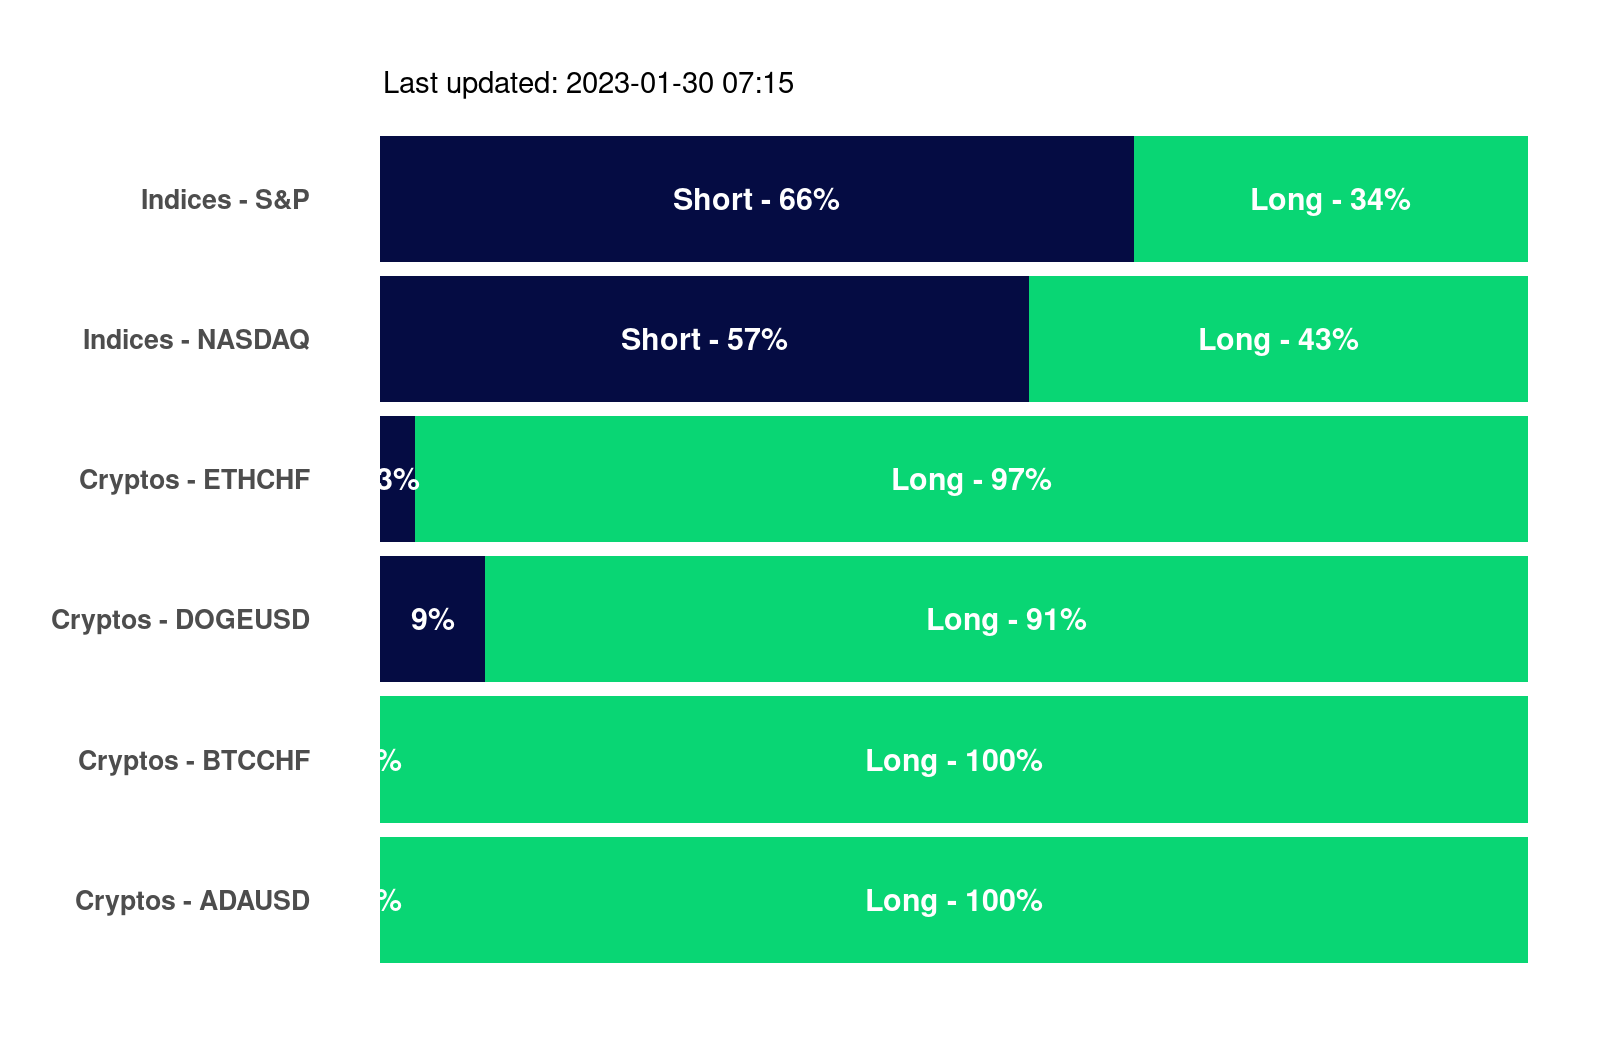 Last updated: 2023-01-30 07:15
Indices - S&P Short - 66% Long - 34%
Indices - NASDAQ Short - 57% Long - 43%
Cryptos - ETHCHF 3% Long - 97%
Cryptos - DOGEUSD 9% Long - 91%
Cryptos - BTCCHF % Long - 100%
Cryptos - ADAUSD % Long - 100%